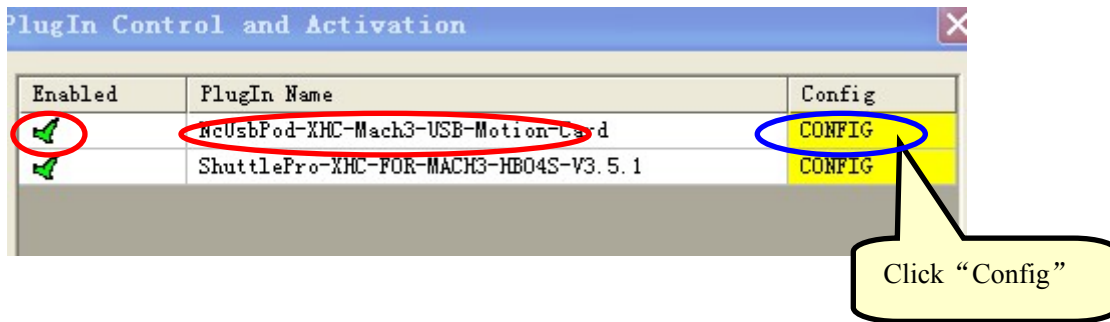 PlugIn Control and Activation
Enabled PlugIn Name Config
NcUsbPod-XHC-Mach3-USB-Motion-Card CONFIG
ShuttlePro-XHC-FOR-MACH3-HB04S-V3.5.1 CONFIG
Click “Config”